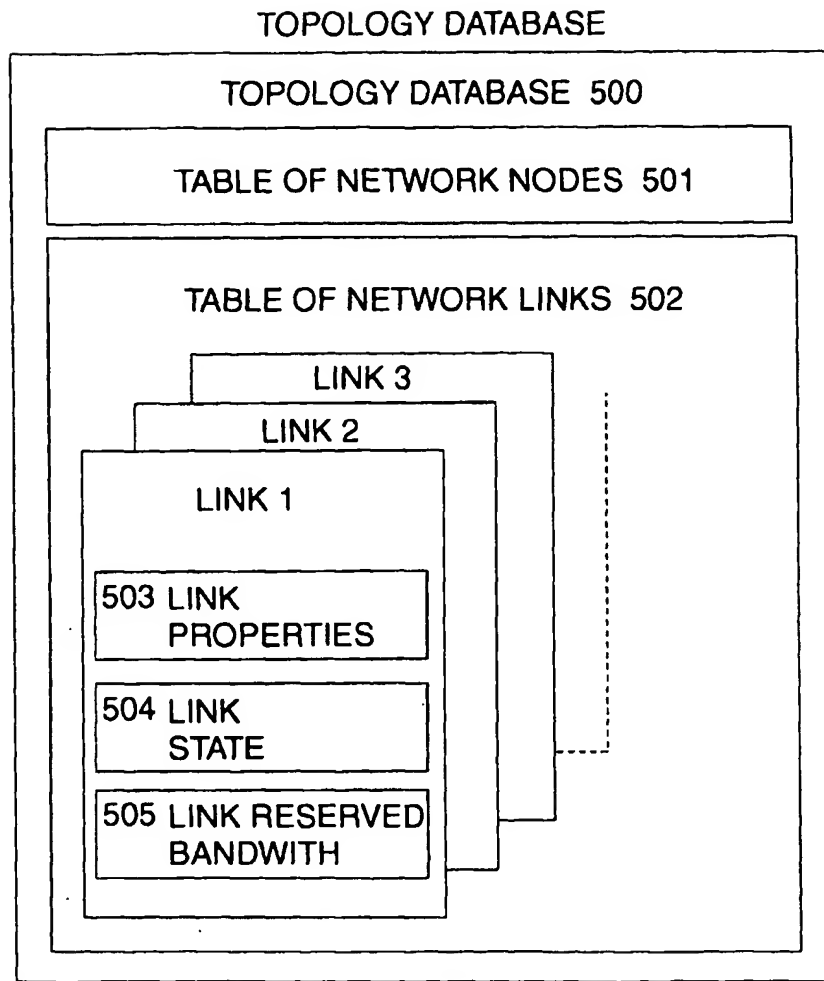 TOPOLOGY DATABASE
TOPOLOGY DATABASE 500
TABLE OF NETWORK NODES 501
TABLE OF NETWORK LINKS 502
LINK 3
LINK 2
LINK 1
503 LINK
PROPERTIES
504 LINK
STATE
505 LINK RESERVED
BANDWITH